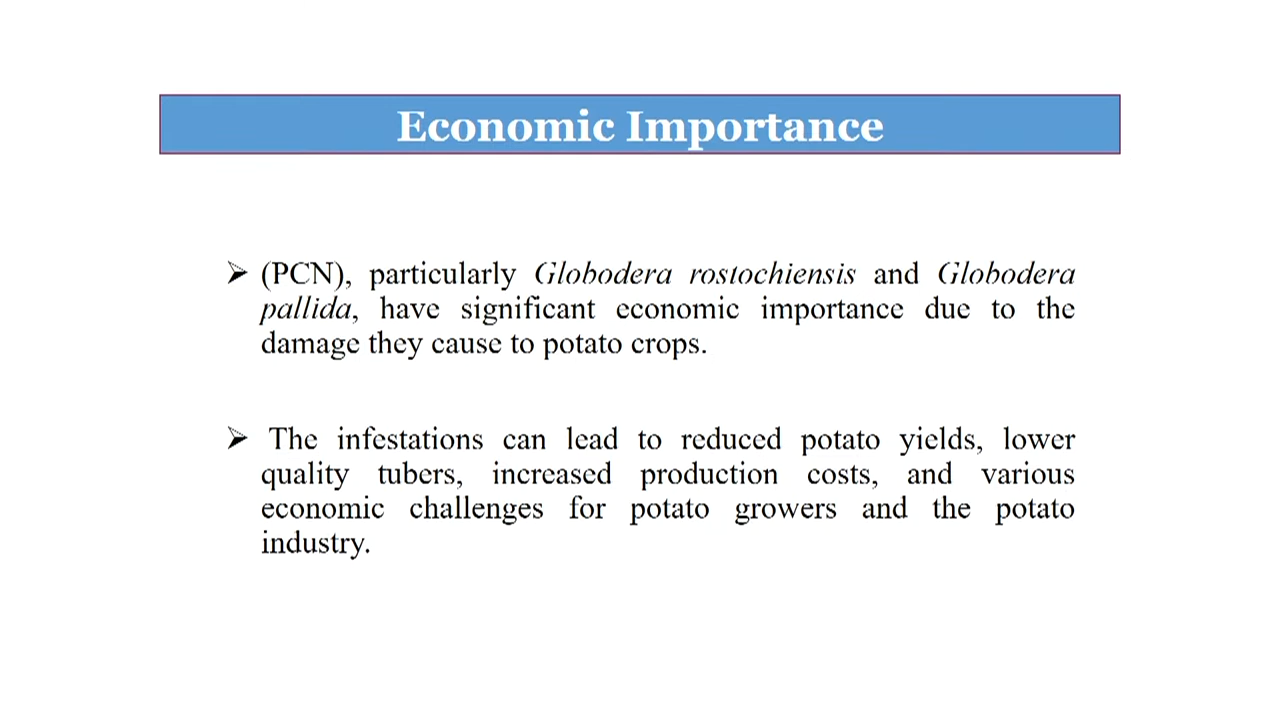 Economic Importance
➢ (PCN), particularly Globodera rostochiensis and Globodera
pallida, have significant economic importance due to the
damage they cause to potato crops.
➢ The infestations can lead to reduced potato yields, lower
quality tubers, increased production costs, and various
economic challenges for potato growers and the potato
industry.